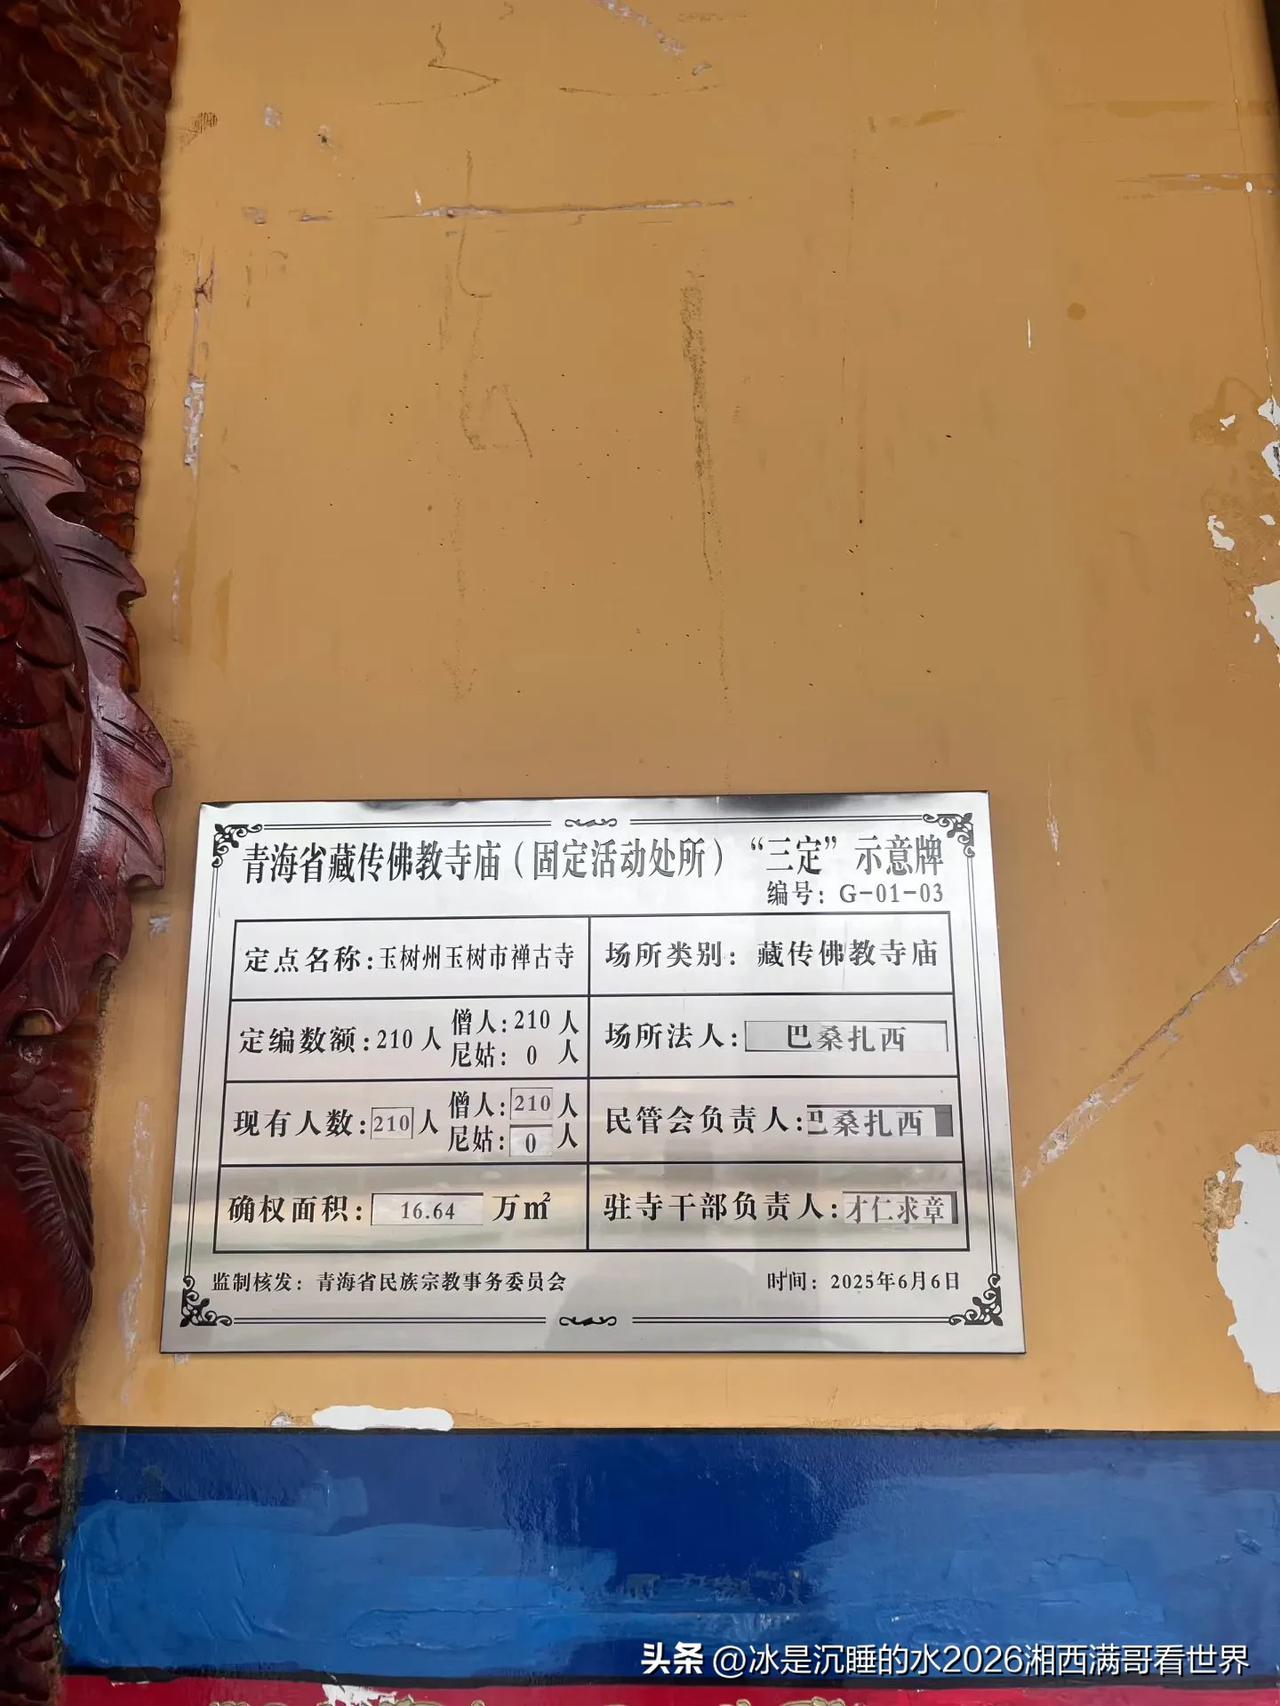 青海省藏传佛教寺庙（固定活动处所）“三定”示意牌
编号：G-01-03
定点名称：玉树州玉树市禅古寺
场所类别：藏传佛教寺庙
定编数额：210人 僧人：210人
尼姑：0人
场所法人：巴桑扎西
现有人数：210人 僧人：210人
尼姑：0人
民管会负责人：巴桑扎西
确权面积：16.64万㎡
驻寺干部负责人：才仁求章
监制核发：青海省民族宗教事务委员会
时间：2025年6月6日
头条 @冰是沉睡的水2026湘西满哥看世界